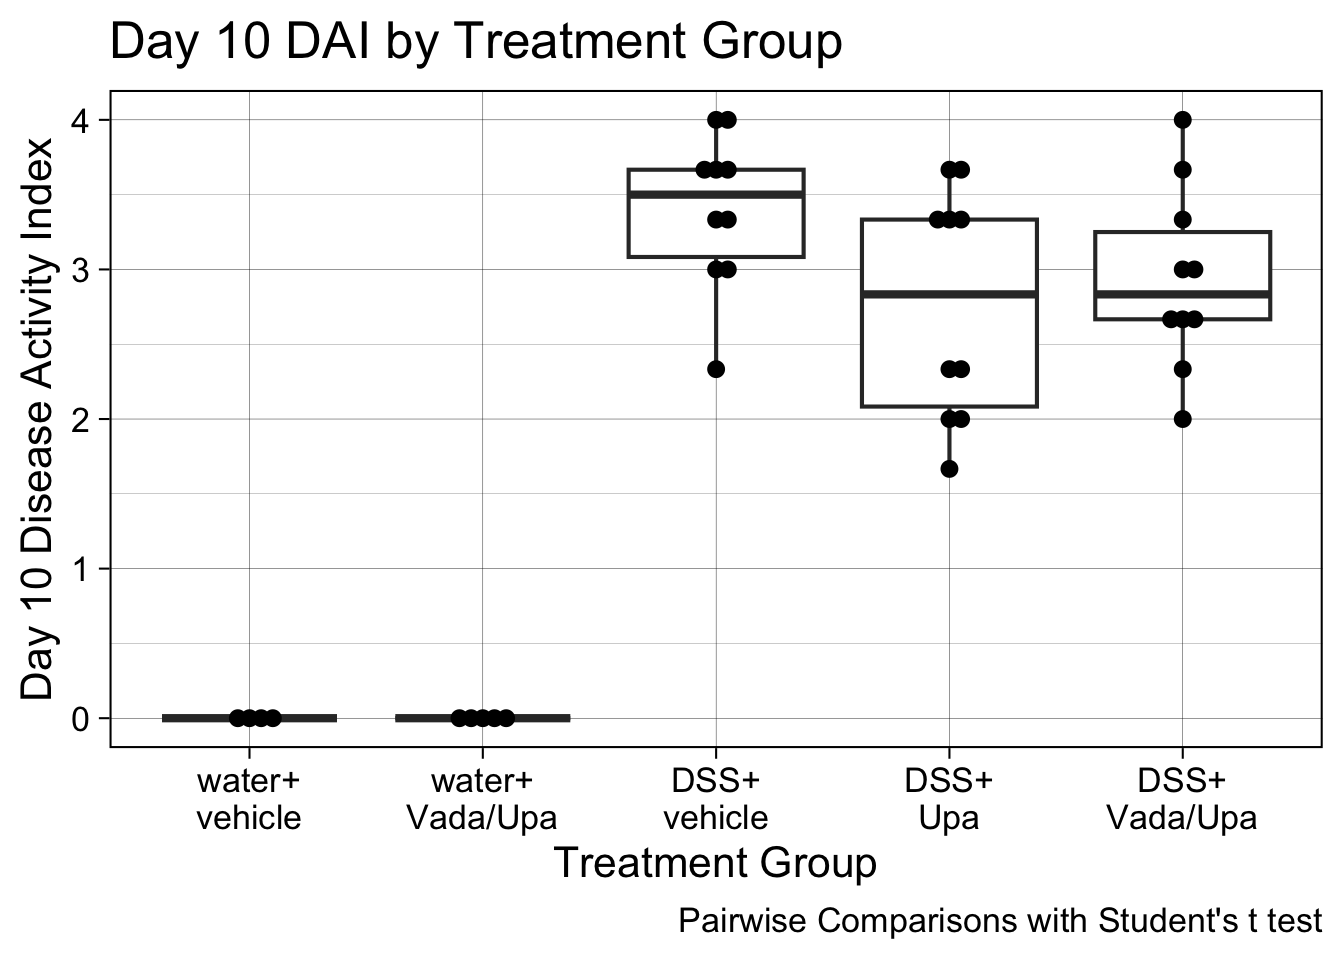 Day 10 DAI by Treatment Group
Day 10 Disease Activity Index
4
3
2
1
0
water+
vehicle
water+
Vada/Upa
DSS+
vehicle
DSS+
Upa
DSS+
Vada/Upa
Treatment Group
Pairwise Comparisons with Student's t test